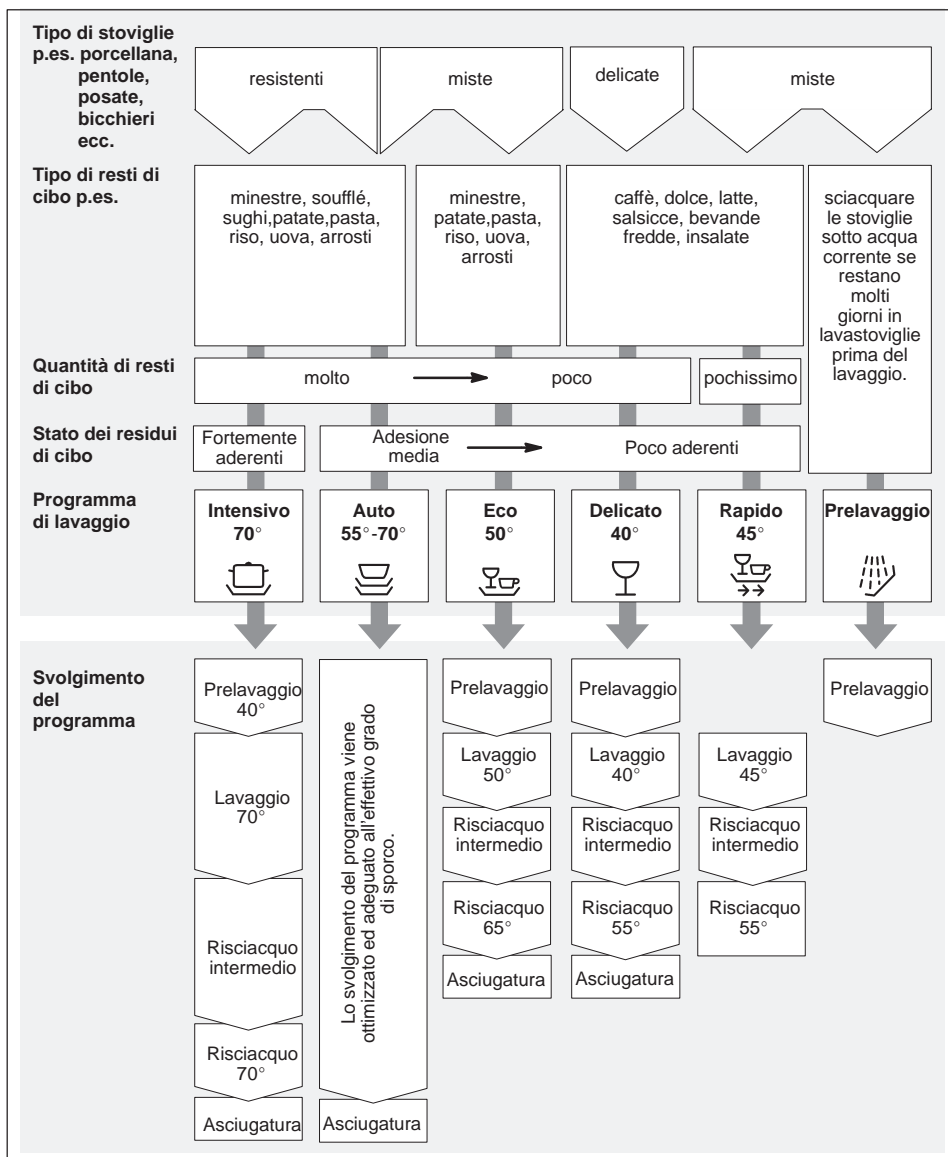 Tipo di stoviglie
p.es. porcellana,
pentole,
posate,
bicchieri
ecc.
resistenti
miste
delicate
miste
Tipo di resti di
cibo p.es.
minestre, soufflé,
sughi,patate,pasta,
riso, uova, arrosti
minestre,
patate,pasta,
riso, uova,
arrosti
caffè, dolce, latte,
salsicce, bevande
fredde, insalate
sciacquare
le stoviglie
sotto acqua
corrente se
restano
molti
giorni in
lavastoviglie
prima del
lavaggio.
Quantità di resti
di cibo
molto
poco
pochissimo
Stato dei residui
di cibo
Fortemente
aderenti
Adesione
media
Poco aderenti
Programma
di lavaggio
Intensivo
70°
Auto
55°-70°
Eco
50°
Delicato
40°
Rapido
45°
Prelavaggio
Svolgimento
del
programma
Prelavaggio
40°
Lavaggio
70°
Risciacquo
intermedio
Risciacquo
70°
Asciugatura
Lo svolgimento del programma viene
ottimizzato ed adeguato all'effettivo grado
di sporco.
Asciugatura
Prelavaggio
Lavaggio
50°
Risciacquo
intermedio
Risciacquo
65°
Asciugatura
Prelavaggio
Lavaggio
40°
Risciacquo
intermedio
Risciacquo
55°
Asciugatura
Lavaggio
45°
Risciacquo
intermedio
Risciacquo
55°
Prelavaggio